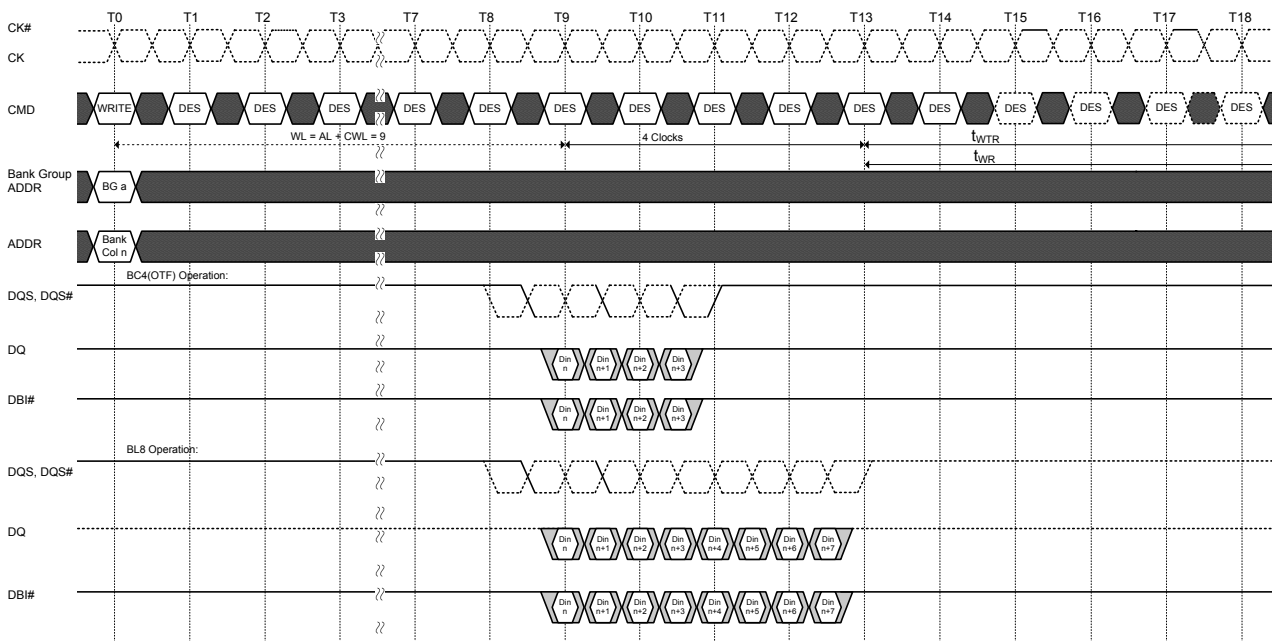 T0 T1 T2 T3 T7 T8 T9 T10 T11 T12 T13 T14 T15 T16 T17 T18
CK#
CK
CMD WRITE DES DES DES DES DES DES DES DES DES DES DES DES DES DES DES
WL = AL + CWL = 9 4 Clocks tWTR
tWR
Bank Group
ADDR BG a
ADDR Bank
Col n
BC4(OTF) Operation:
DQS, DQS#
DQ Din Din Din Din
n n+1 n+2 n+3
DBI# Din Din Din Din
n n+1 n+2 n+3
BL8 Operation:
DQS, DQS#
DQ Din Din Din Din Din Din Din Din
n n+1 n+2 n+3 n+4 n+5 n+6 n+7
DBI# Din Din Din Din Din Din Din Din
n n+1 n+2 n+3 n+4 n+5 n+6 n+7